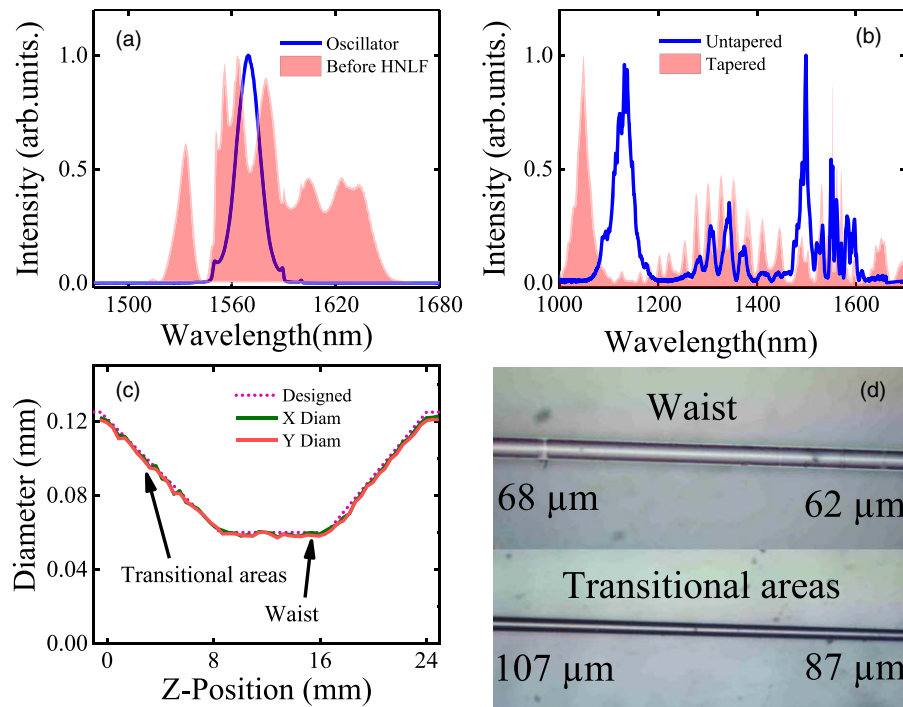 (a)
Oscillator
Before HNLF
Intensity (arb.units.)
1.0
0.5
0.0
1500
1560
1620
1680
Wavelength(nm)
(b)
Untapered
Tapered
Intensity (arb.units.)
1.0
0.5
0.0
1000
1200
1400
1600
Wavelength(nm)
(c)
Designed
X Diam
Y Diam
Diameter (mm)
0.12
0.08
0.04
0.00
Transitional areas
Waist
0
8
16
24
Z-Position (mm)
(d)
Waist
68 μm
62 μm
Transitional areas
107 μm
87 μm